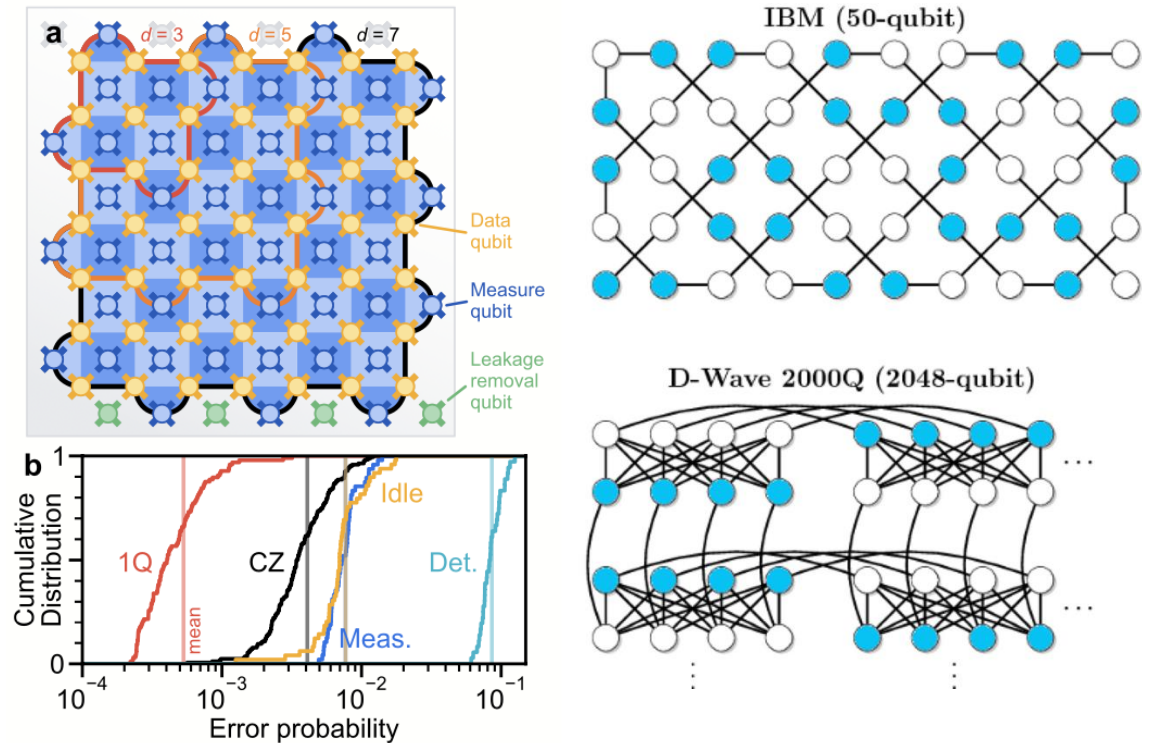 a
d = 3
d = 5
d = 7
Data
qubit
Measure
qubit
Leakage
removal
qubit
b
Cumulative
Distribution
1
0
1Q
mean
CZ
Idle
Meas.
Det.
10⁻⁴
10⁻³
10⁻²
10⁻¹
Error probability
IBM (50-qubit)
D-Wave 2000Q (2048-qubit)
...
...
⋮
⋮